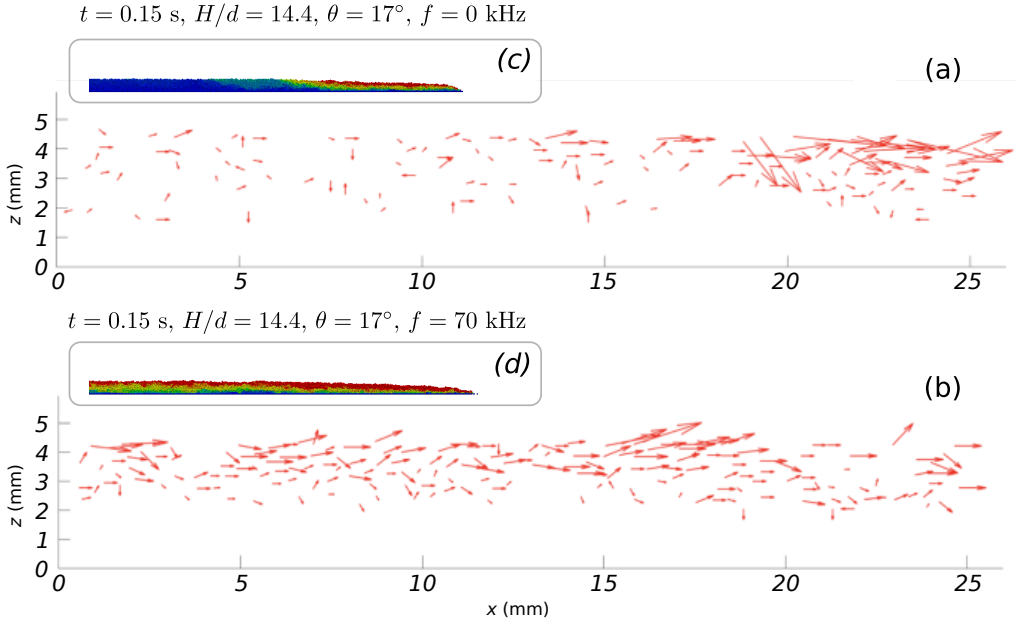 t = 0.15 s, H/d = 14.4, θ = 17°, f = 0 kHz
(c)
(a)
5
4
3
2
1
0
z (mm)
0 5 10 15 20 25
t = 0.15 s, H/d = 14.4, θ = 17°, f = 70 kHz
(d)
(b)
5
4
3
2
1
0
z (mm)
0 5 10 15 20 25
x (mm)